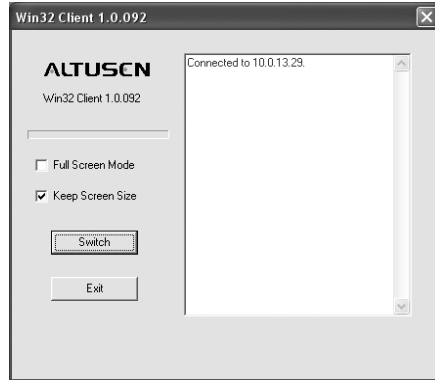 Win32 Client 1.0.092
ALTUSEN
Win32 Client 1.0.092
Full Screen Mode
Keep Screen Size
Switch
Exit
Connected to 10.0.13.29.